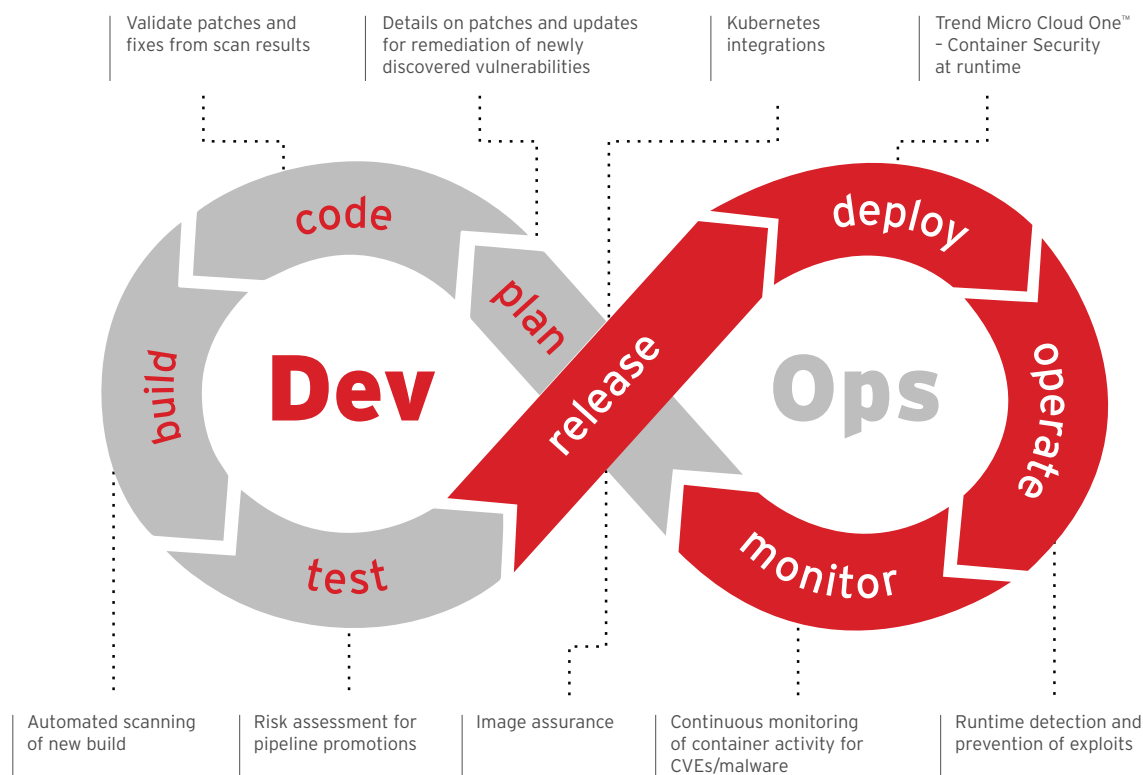 Validate patches and
fixes from scan results
Details on patches and updates
for remediation of newly
discovered vulnerabilities
Kubernetes
integrations
Trend Micro Cloud One™
– Container Security
at runtime
code
plan
build
test
Dev
release
deploy
operate
monitor
Ops
Automated scanning
of new build
Risk assessment for
pipeline promotions
Image assurance
Continuous monitoring
of container activity for
CVEs/malware
Runtime detection and
prevention of exploits